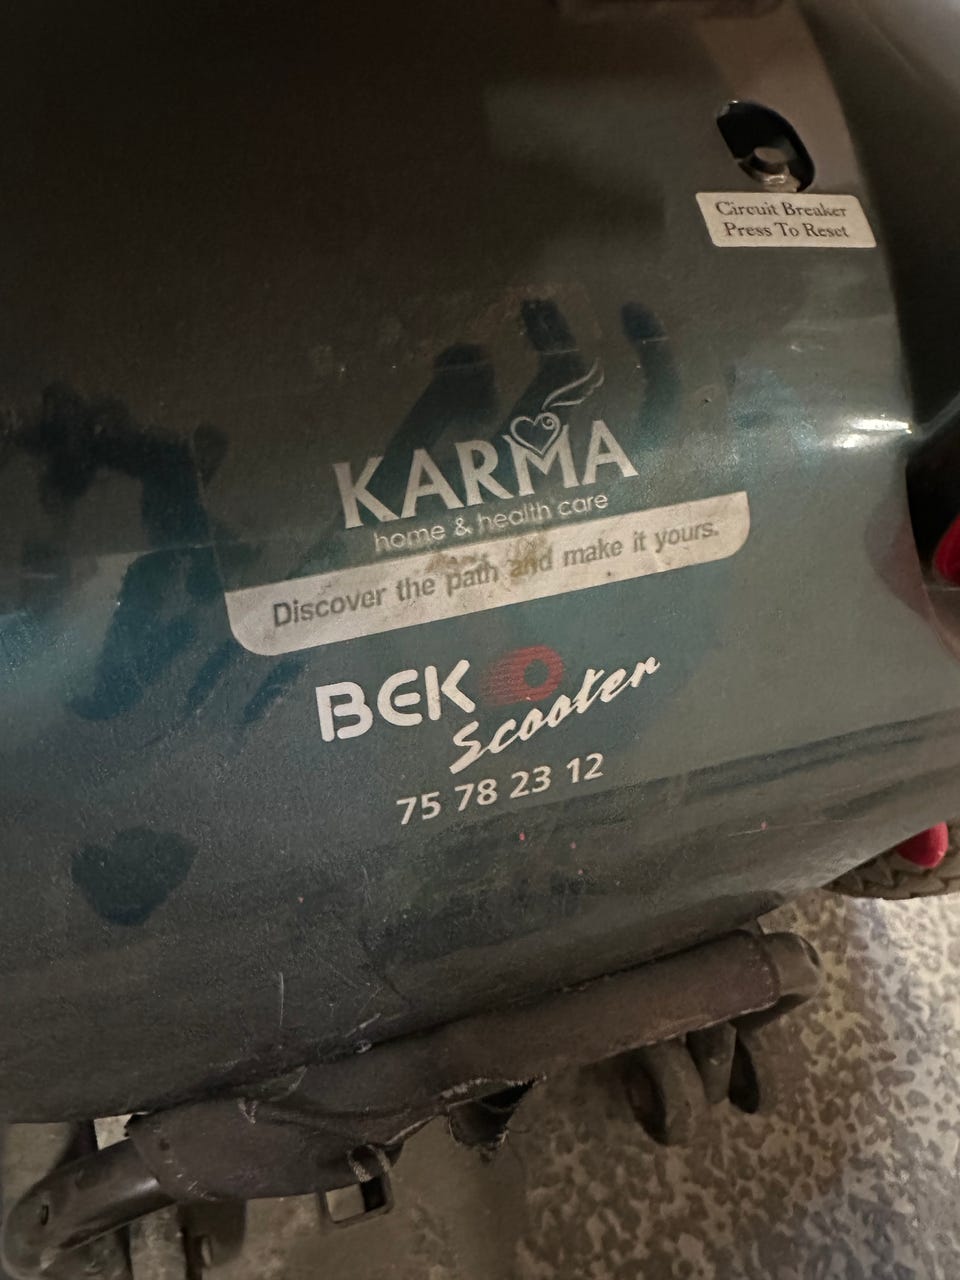 Circuit Breaker
Press To Reset
KARMA
home & health care
Discover the path and make it yours.
BEKO
Scooter
75 78 23 12